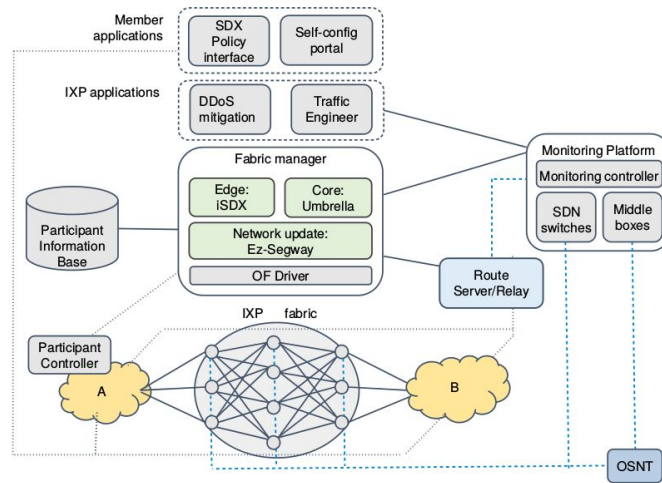 Member
applications
SDX
Policy
interface
Self-config
portal
IXP applications
DDoS
mitigation
Traffic
Engineer
Fabric manager
Edge:
iSDX
Core:
Umbrella
Network update:
Ez-Segway
OF Driver
Participant
Information
Base
Monitoring Platform
Monitoring controller
SDN
switches
Middle
boxes
Route
Server/Relay
IXP fabric
Participant
Controller
A
B
OSNT